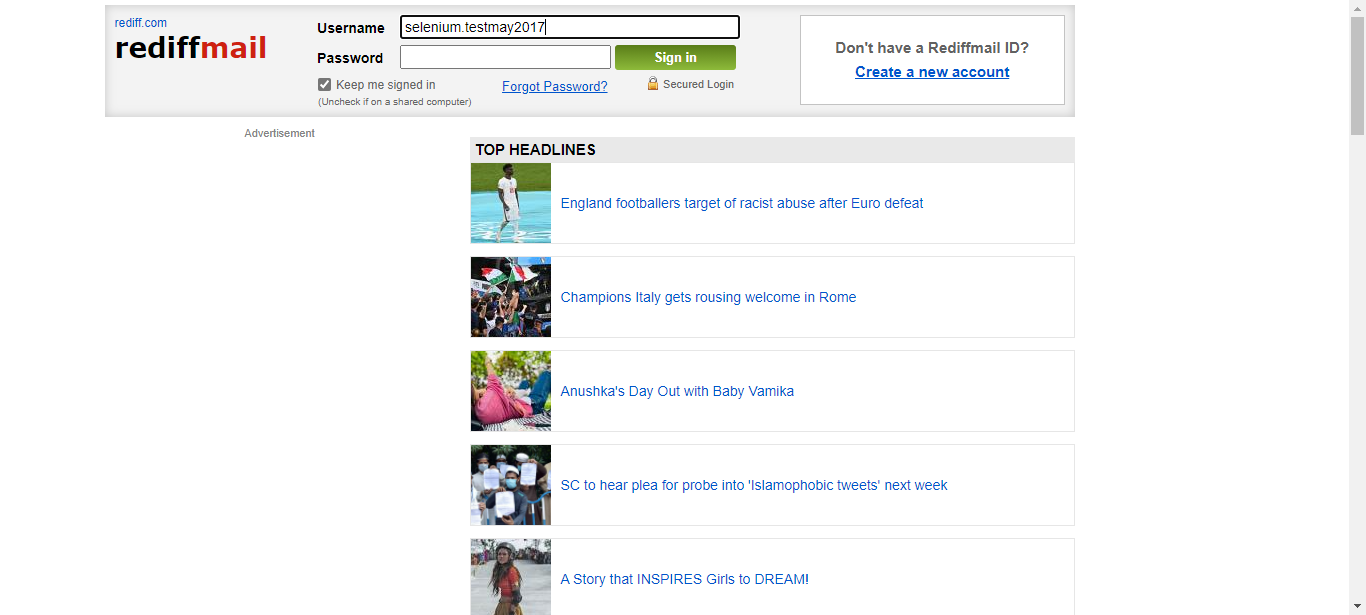 rediff.com
rediffmail
Username
selenium.testmay2017
Password
Sign in
Keep me signed in
(Uncheck if on a shared computer)
Forgot Password?
Secured Login
Don't have a Rediffmail ID?
Create a new account
Advertisement
TOP HEADLINES
England footballers target of racist abuse after Euro defeat
Champions Italy gets rousing welcome in Rome
Anushka's Day Out with Baby Vamika
SC to hear plea for probe into 'Islamophobic tweets' next week
A Story that INSPIRES Girls to DREAM!